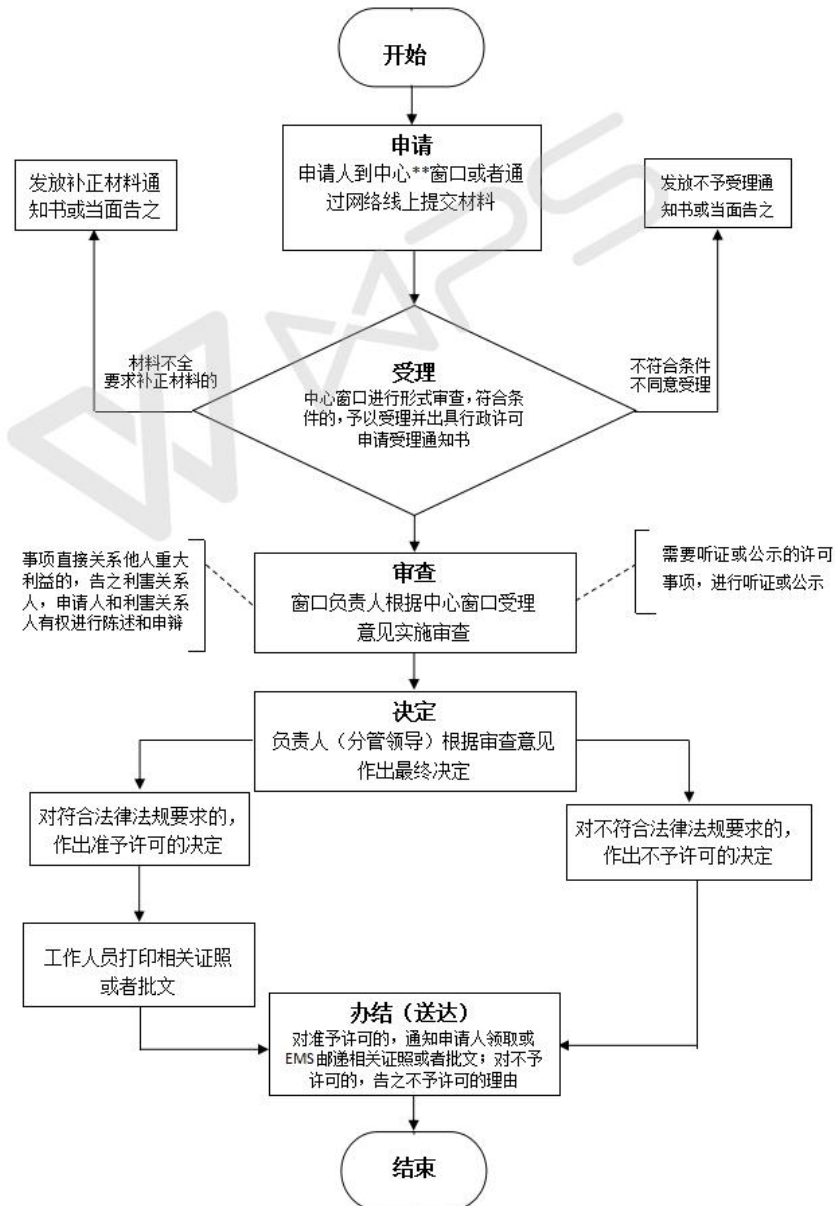 开始
申请
申请人到中心**窗口或者通
过网络线上提交材料
发放补正材料通
知书或当面告之
发放不予受理通
知书或当面告之
材料不全
要求补正材料的
受理
中心窗口进行形式审查,符合条
件的,予以受理并出具行政许可
申请受理通知书
不符合条件
不同意受理
事项直接关系他人重大
利益的,告之利害关系
人,申请人和利害关系
人有权进行陈述和申辩
审查
窗口负责人根据中心窗口受理
意见实施审查
需要听证或公示的许可
事项,进行听证或公示
决定
负责人(分管领导)根据审查意见
作出最终决定
对符合法律法规要求的,
作出准予许可的决定
对不符合法律法规要求的,
作出不予许可的决定
工作人员打印相关证照
或者批文
办结(送达)
对准予许可的,通知申请人领取或
EMS邮递相关证照或者批文;对不予
许可的,告之不予许可的理由
结束
WPS